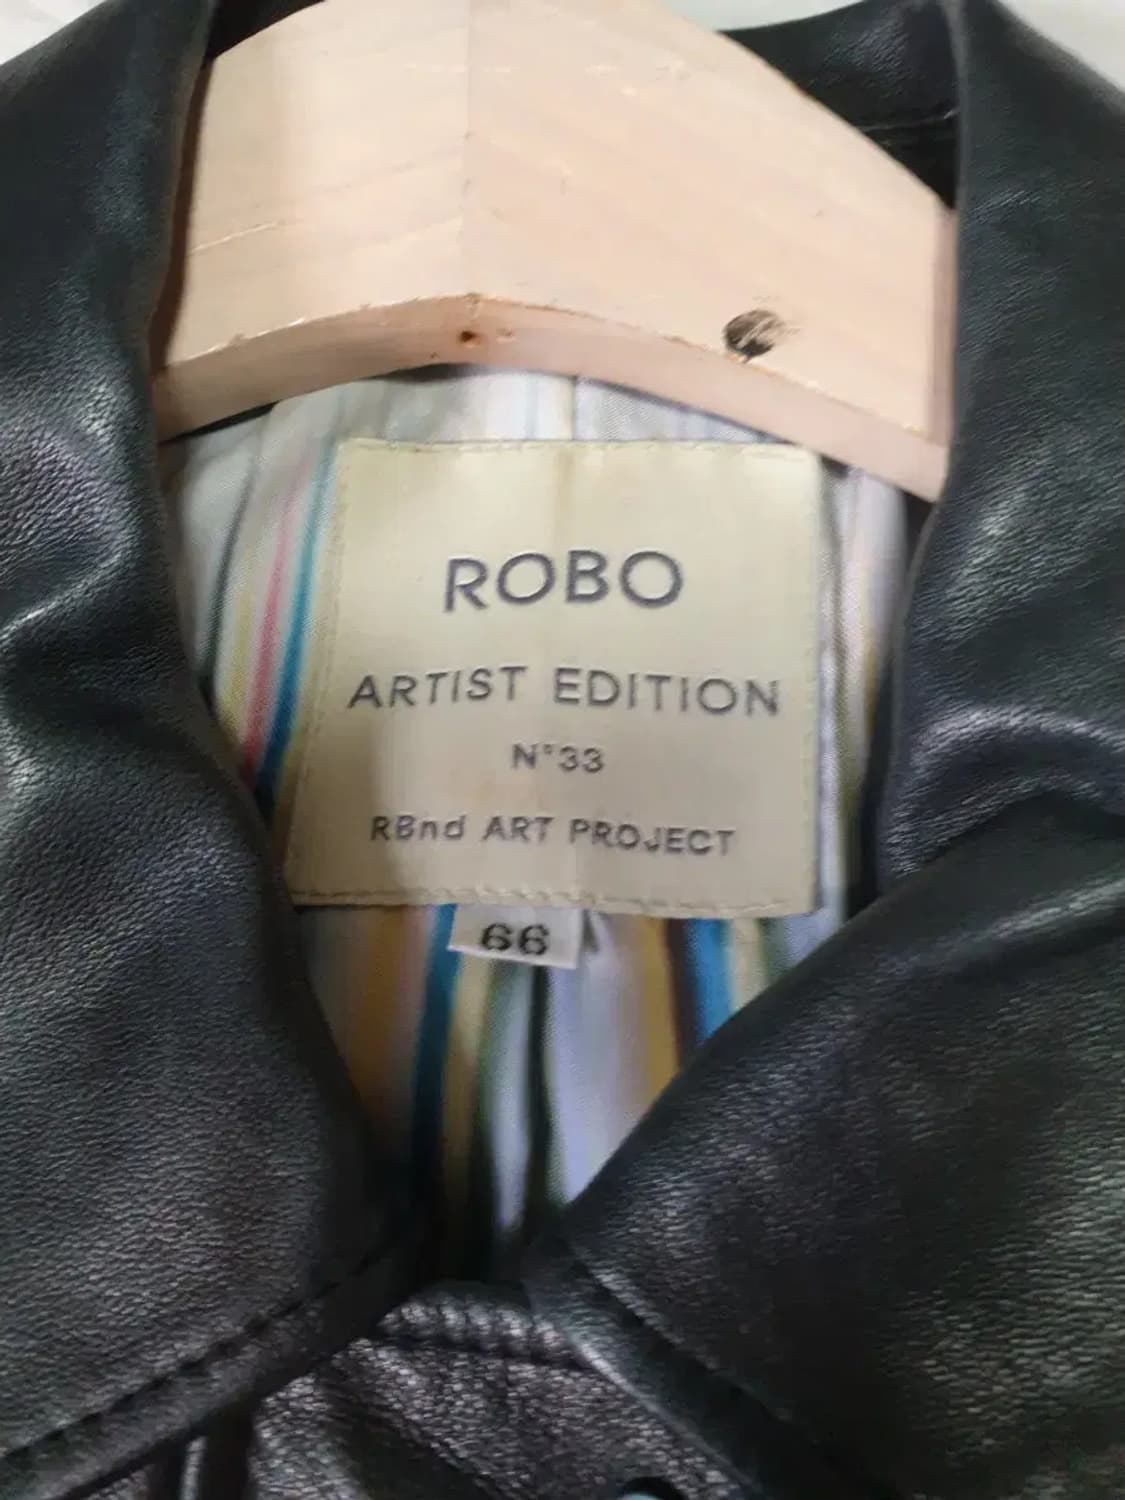 ROBO
ARTIST EDITION
N°33
RBnd ART PROJECT
66